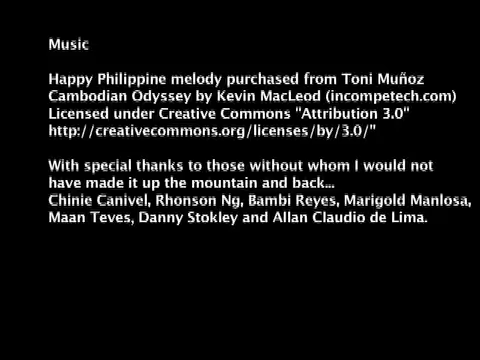 Music
Happy Philippine melody purchased from Toni Muñoz
Cambodian Odyssey by Kevin MacLeod (incompetech.com)
Licensed under Creative Commons "Attribution 3.0"
http://creativecommons.org/licenses/by/3.0/"
With special thanks to those without whom I would not
have made it up the mountain and back...
Chinie Canivel, Rhonson Ng, Bambi Reyes, Marigold Manlosa,
Maan Teves, Danny Stokley and Allan Claudio de Lima.